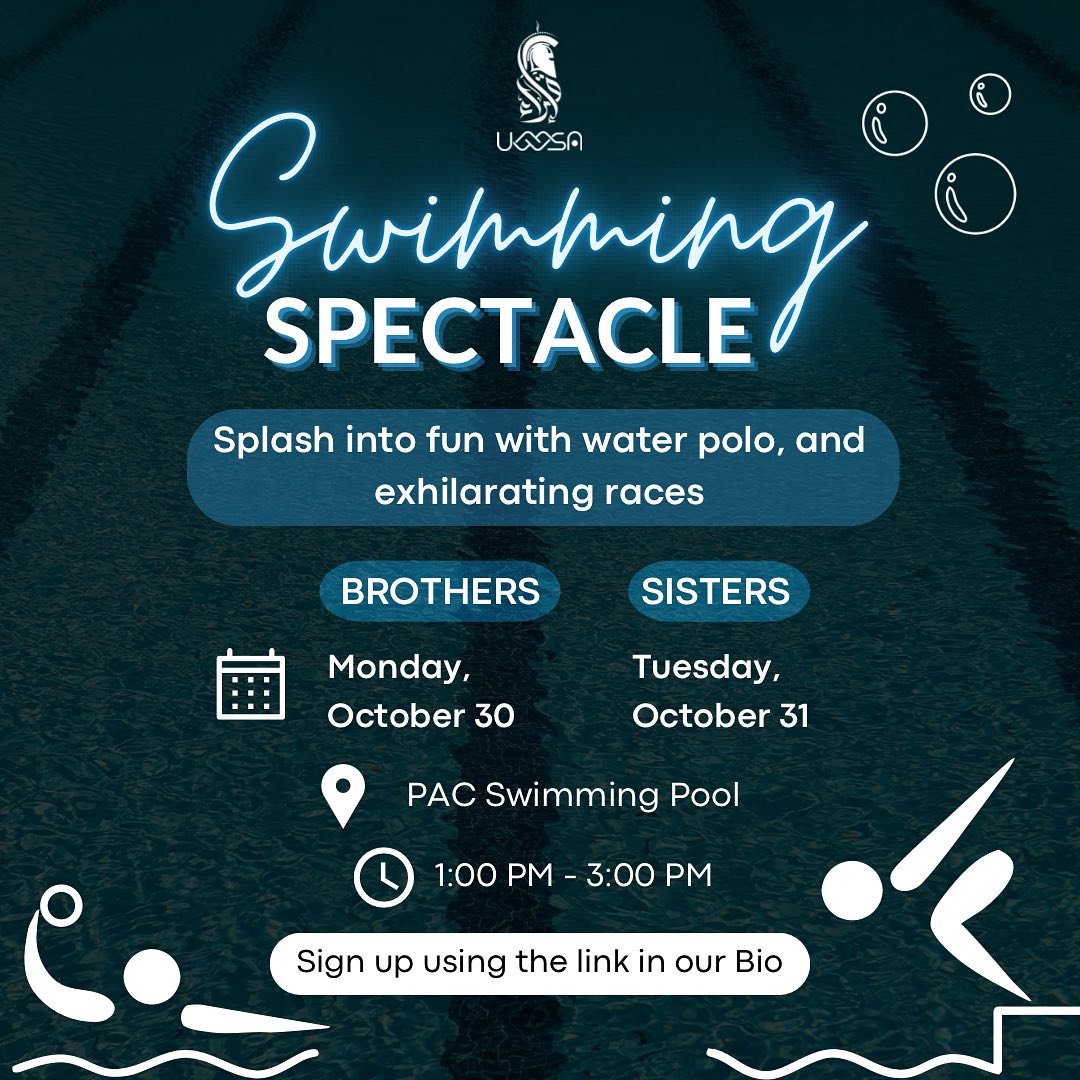 Swimming
SPECTACLE
Splash into fun with water polo, and
exhilarating races
BROTHERS
SISTERS
Monday,
October 30
Tuesday,
October 31
PAC Swimming Pool
1:00 PM - 3:00 PM
Sign up using the link in our Bio